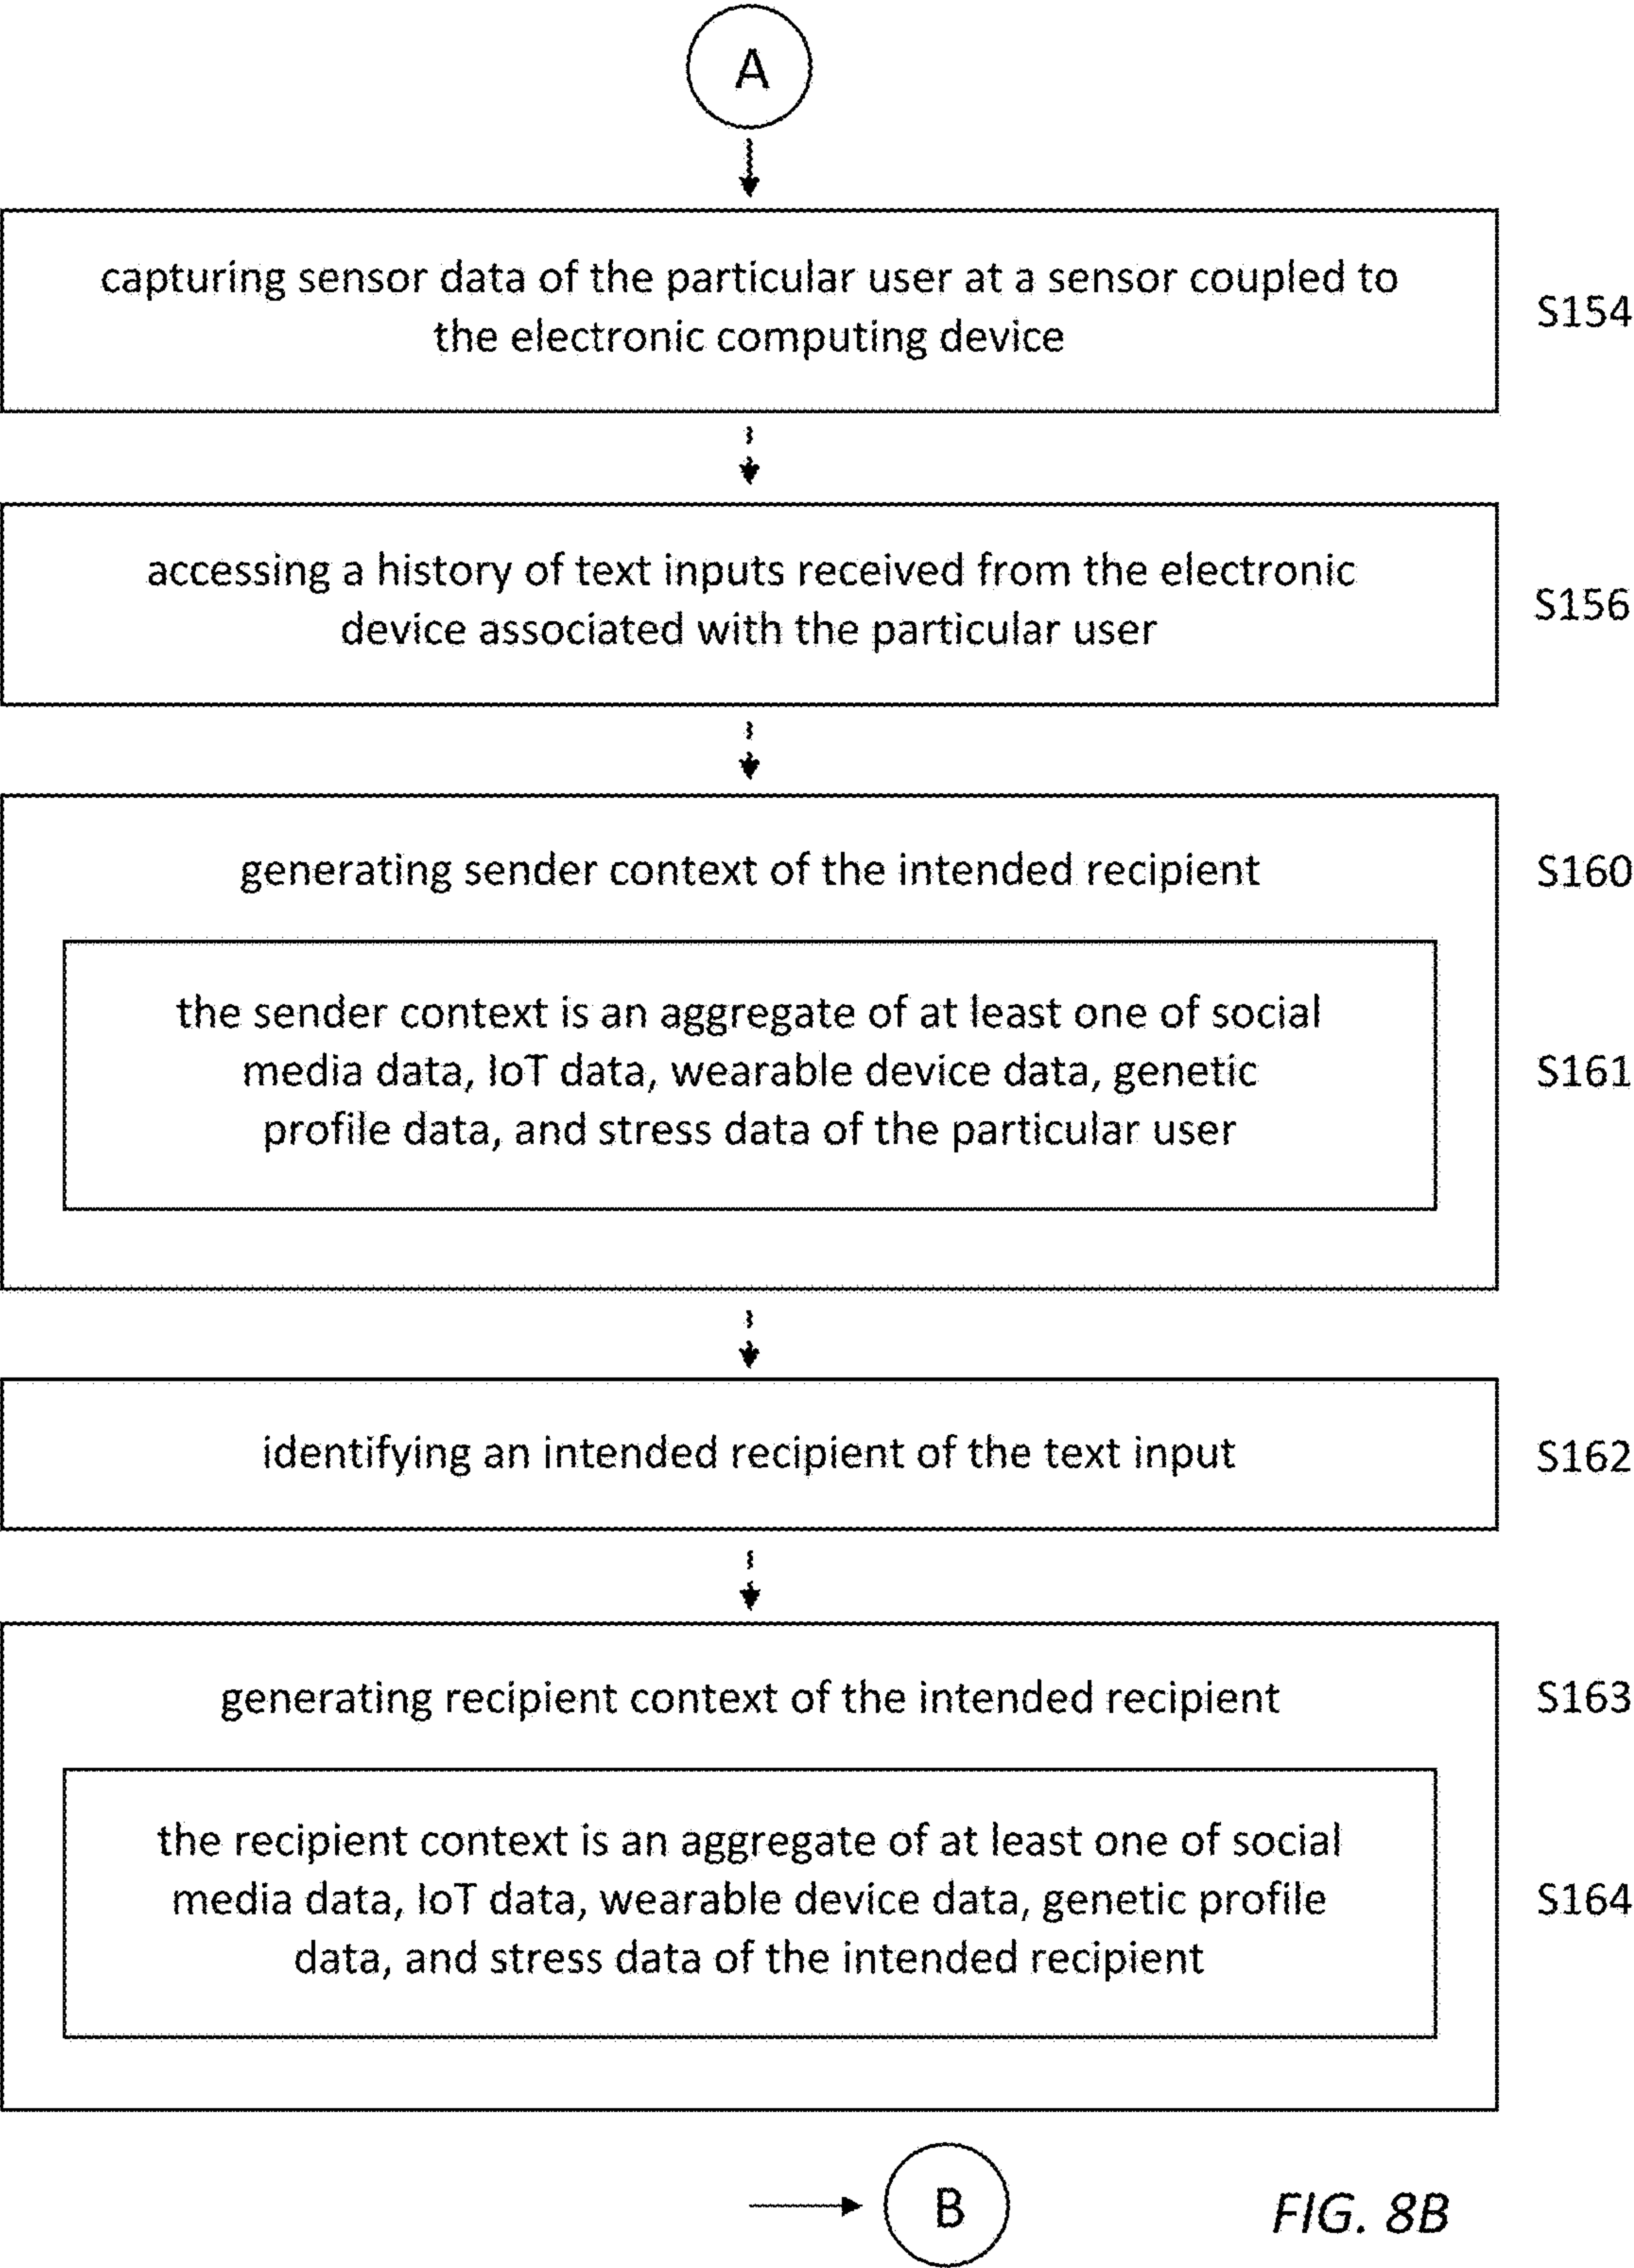 A
capturing sensor data of the particular user at a sensor coupled to
the electronic computing device
S154
accessing a history of text inputs received from the electronic
device associated with the particular user
S156
generating sender context of the intended recipient
S160
the sender context is an aggregate of at least one of social
media data, IoT data, wearable device data, genetic
profile data, and stress data of the particular user
S161
identifying an intended recipient of the text input
S162
generating recipient context of the intended recipient
S163
the recipient context is an aggregate of at least one of social
media data, IoT data, wearable device data, genetic profile
data, and stress data of the intended recipient
S164
B
FIG. 8B